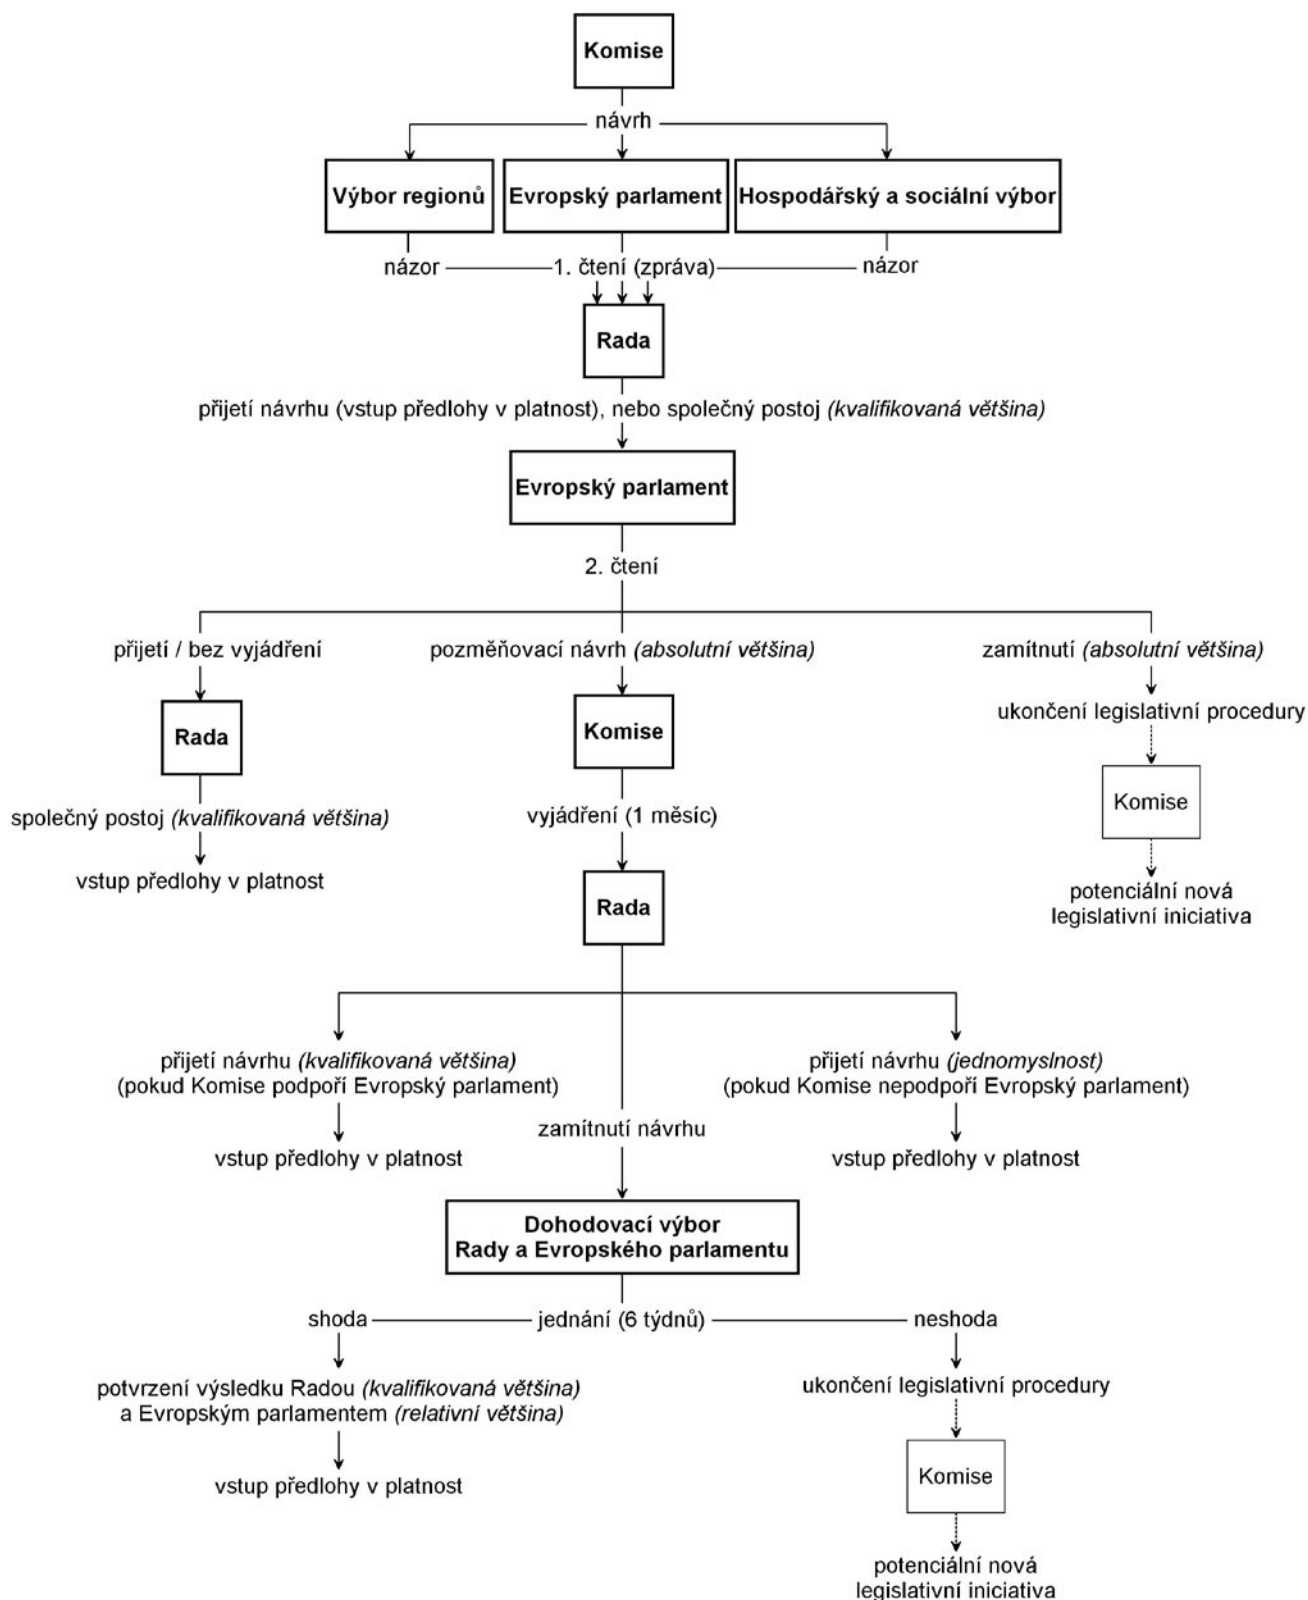 Komise
návrh
Výbor regionů
Evropský parlament
Hospodářský a sociální výbor
názor
1. čtení (zpráva)
názor
Rada
přijetí návrhu (vstup předlohy v platnost), nebo společný postoj (kvalifikovaná většina)
Evropský parlament
2. čtení
přijetí / bez vyjádření
pozměňovací návrh (absolutní většina)
zamítnutí (absolutní většina)
ukončení legislativní procedury
Rada
Komise
Komise
společný postoj (kvalifikovaná většina)
vyjádření (1 měsíc)
vstup předlohy v platnost
potenciální nová
legislativní iniciativa
Rada
přijetí návrhu (kvalifikovaná většina)
(pokud Komise podpoří Evropský parlament)
přijetí návrhu (jednomyslnost)
(pokud Komise nepodpoří Evropský parlament)
zamítnutí návrhu
vstup předlohy v platnost
vstup předlohy v platnost
Dohodovací výbor
Rady a Evropského parlamentu
shoda
jednání (6 týdnů)
neshoda
potvrzení výsledku Radou (kvalifikovaná většina)
a Evropským parlamentem (relativní většina)
ukončení legislativní procedury
vstup předlohy v platnost
Komise
potenciální nová
legislativní iniciativa